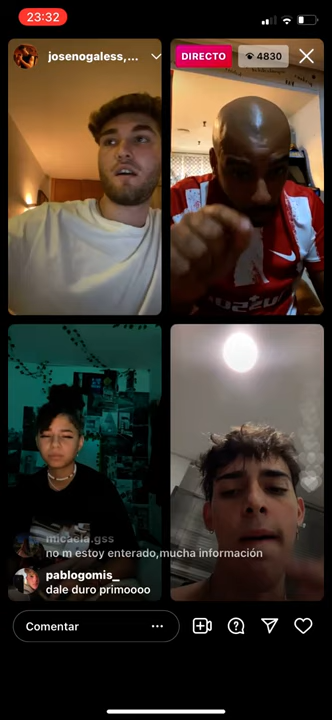 23:32
josenogaless,...
DIRECTO
4830
micaela.gss
no m estoy enterado,mucha información
pablogomis_
dale duro primoooo
Comentar